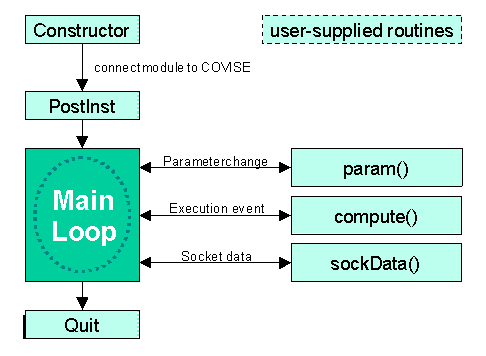 Constructor
user-supplied routines
connect module to COVISE
PostInst
Main
Loop
Parameterchange
param()
Execution event
compute()
Socket data
sockData()
Quit